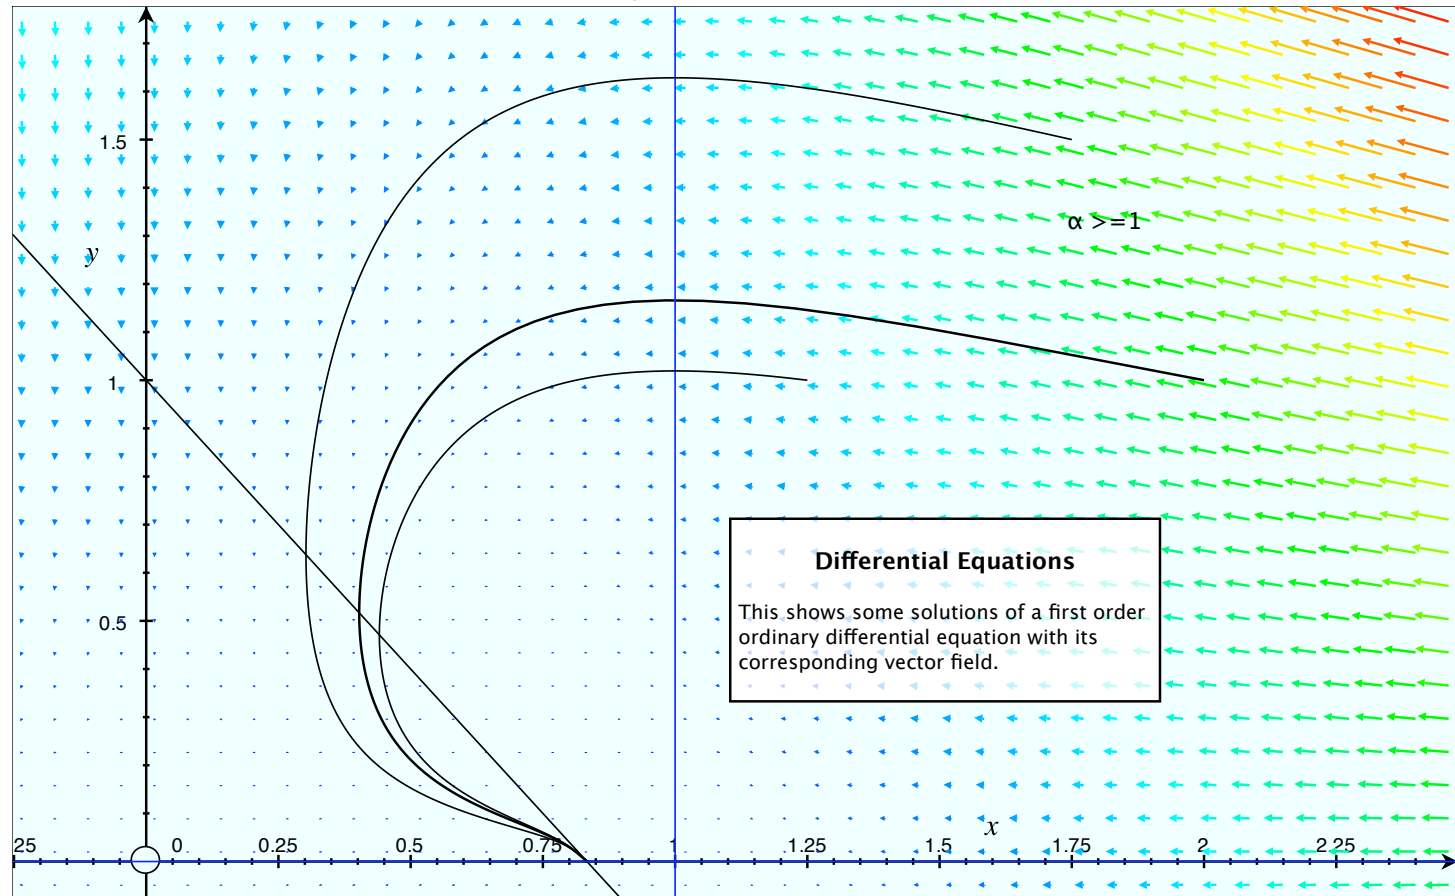 1.5
α >=1
y
1
Differential Equations
This shows some solutions of a first order
ordinary differential equation with its
corresponding vector field.
0.5
x
25 0 0.25 0.5 0.75 1 1.25 1.5 1.75 2 2.25